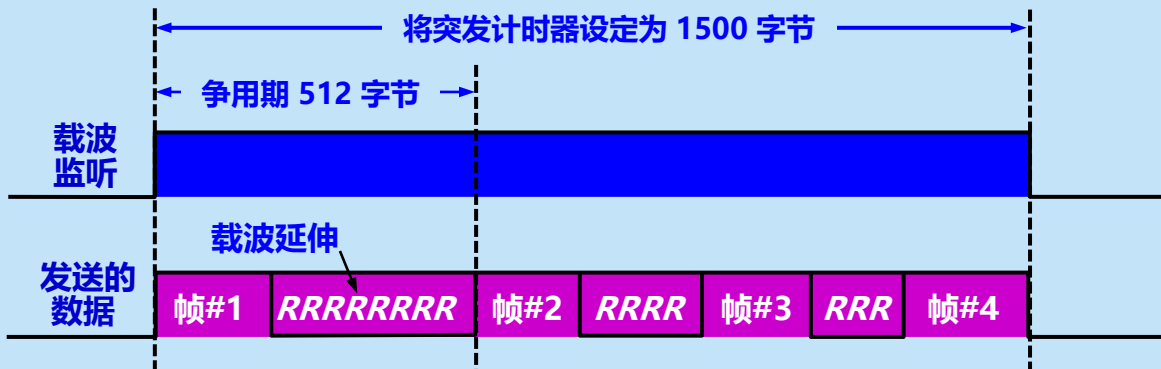 将突发计时器设定为 1500 字节
争用期 512 字节
载波
监听
载波延伸
发送的
数据
帧#1 RRRRRRRR 帧#2 RRRR 帧#3 RRR 帧#4